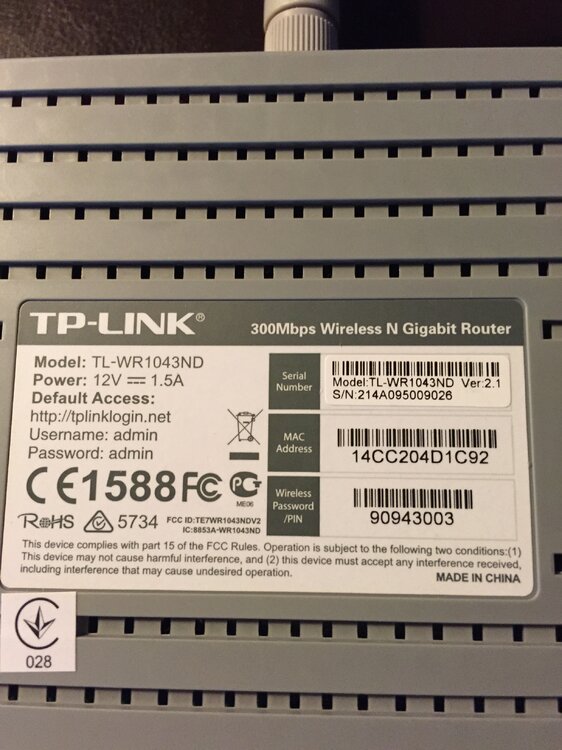 TP-LINK®
300Mbps Wireless N Gigabit Router
Model: TL-WR1043ND
Power: 12V ⎓ 1.5A
Default Access:
http://tplinklogin.net
Username: admin
Password: admin
CE1588 FC PG
ME06
RoHS 5734
FCC ID:TE7WR1043NDV2
IC:8853A-WR1043ND
Serial
Number
Model:TL-WR1043ND Ver:2.1
S/N:214A095009026
MAC
Address
14CC204D1C92
Wireless
Password
/PIN
90943003
This device complies with part 15 of the FCC Rules. Operation is subject to the following two conditions:(1)
This device may not cause harmful interference, and (2) this device must accept any interference received,
including interference that may cause undesired operation.
MADE IN CHINA
028